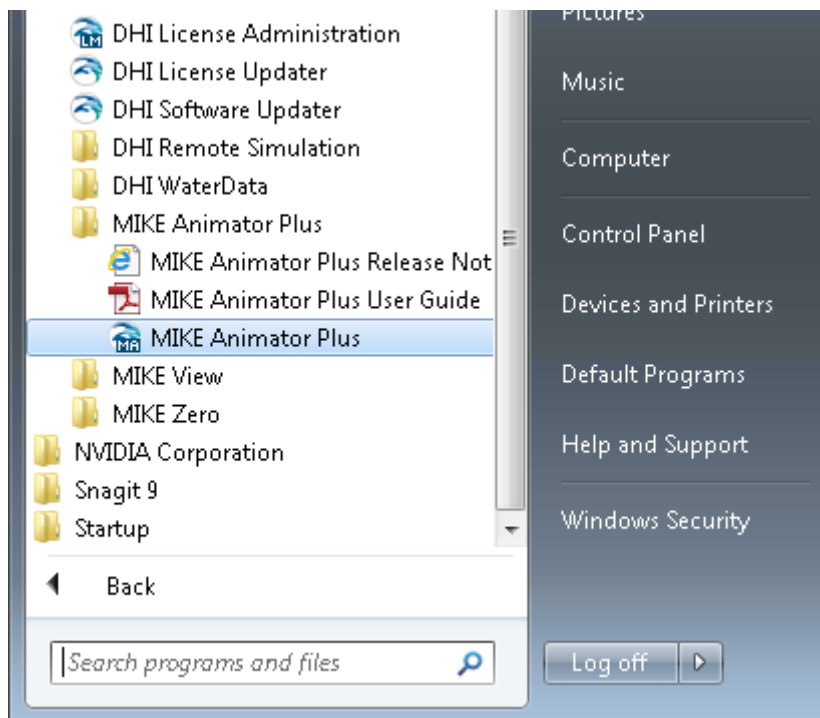 DHI License Administration
DHI License Updater
DHI Software Updater
DHI Remote Simulation
DHI WaterData
MIKE Animator Plus
MIKE Animator Plus Release Not
MIKE Animator Plus User Guide
MA MIKE Animator Plus
MIKE View
MIKE Zero
NVIDIA Corporation
Snagit 9
Startup
Back
Search programs and files
Pictures
Music
Computer
Control Panel
Devices and Printers
Default Programs
Help and Support
Windows Security
Log off